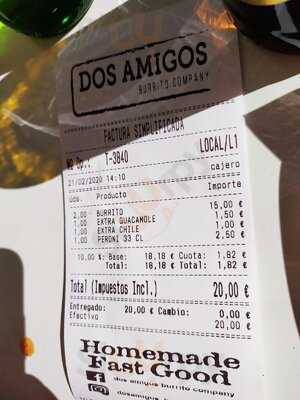 DOS AMIGOS
BURRITO COMPANY
FACTURA SIMPLIFICADA
T-3840 LOCAL/L1
21/02/2020 14:10 cajero
Uds. Producto Importe
2,00 BURRITO 15,00 €
1,00 EXTRA GUACAMOLE 1,50 €
1,00 EXTRA CHILE 1,00 €
1,00 PERONI 33 CL 2,50 €
10,00 %: Base: 18,18 € Cuota: 1,82 €
Total: 18,18 € Total: 1,82 €
Total (Impuestos Incl.) 20,00 €
Entregado: 20,00 € Cambio: 0,00 €
Efectivo 20,00 €
Homemade
Fast Good
dos amigos burrito company